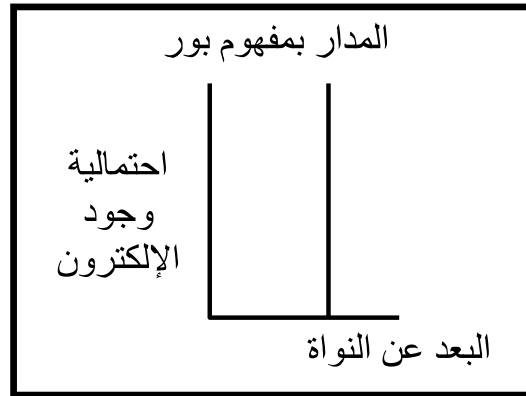 المدار بمفهوم بور
احتمالية
وجود
الإلكترون
البعد عن النواة